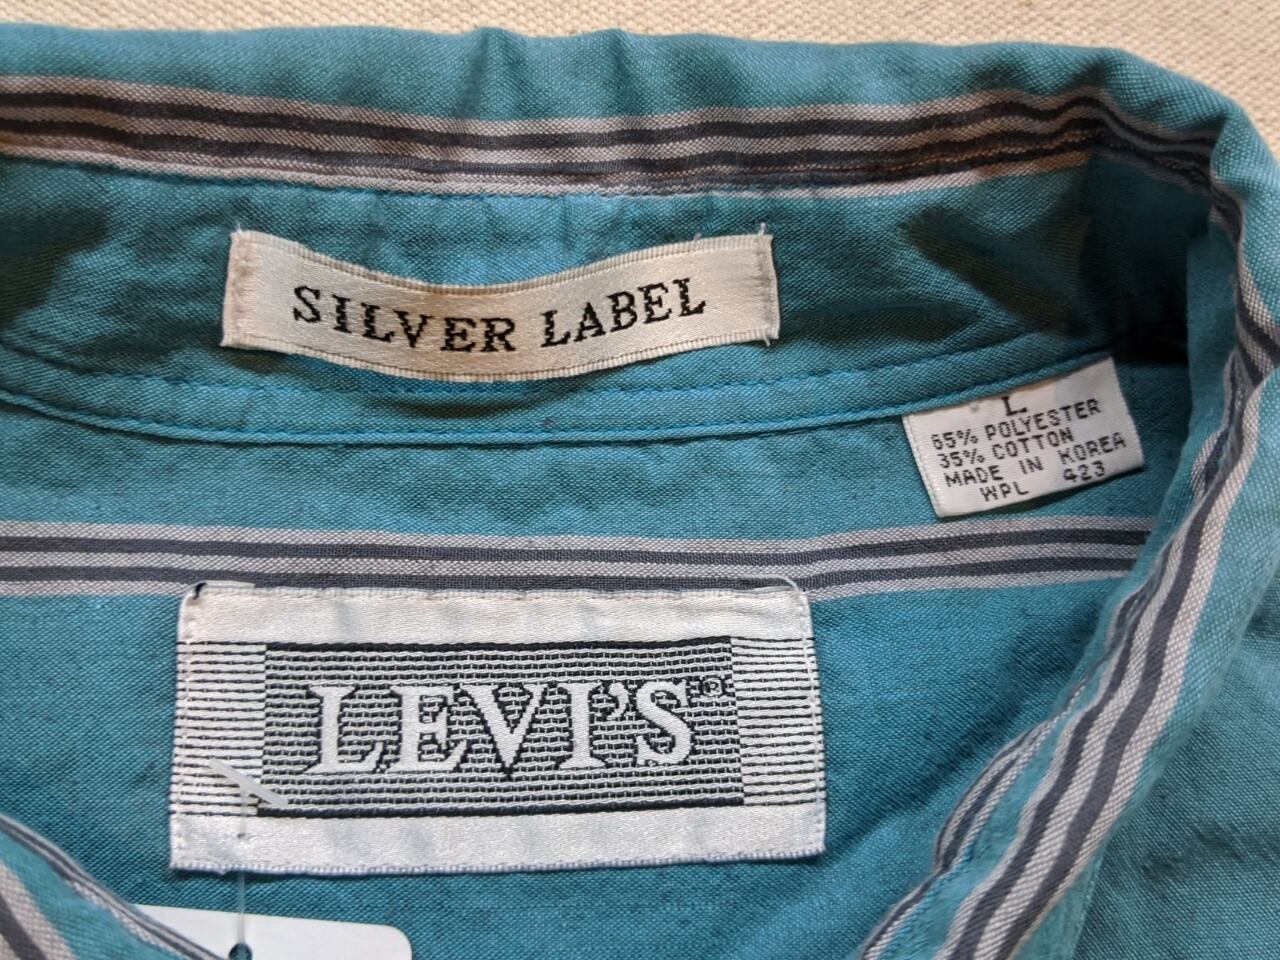 SILVER LABEL
L
65% POLYESTER
35% COTTON
MADE IN KOREA
WPL 423
LEVI'S®